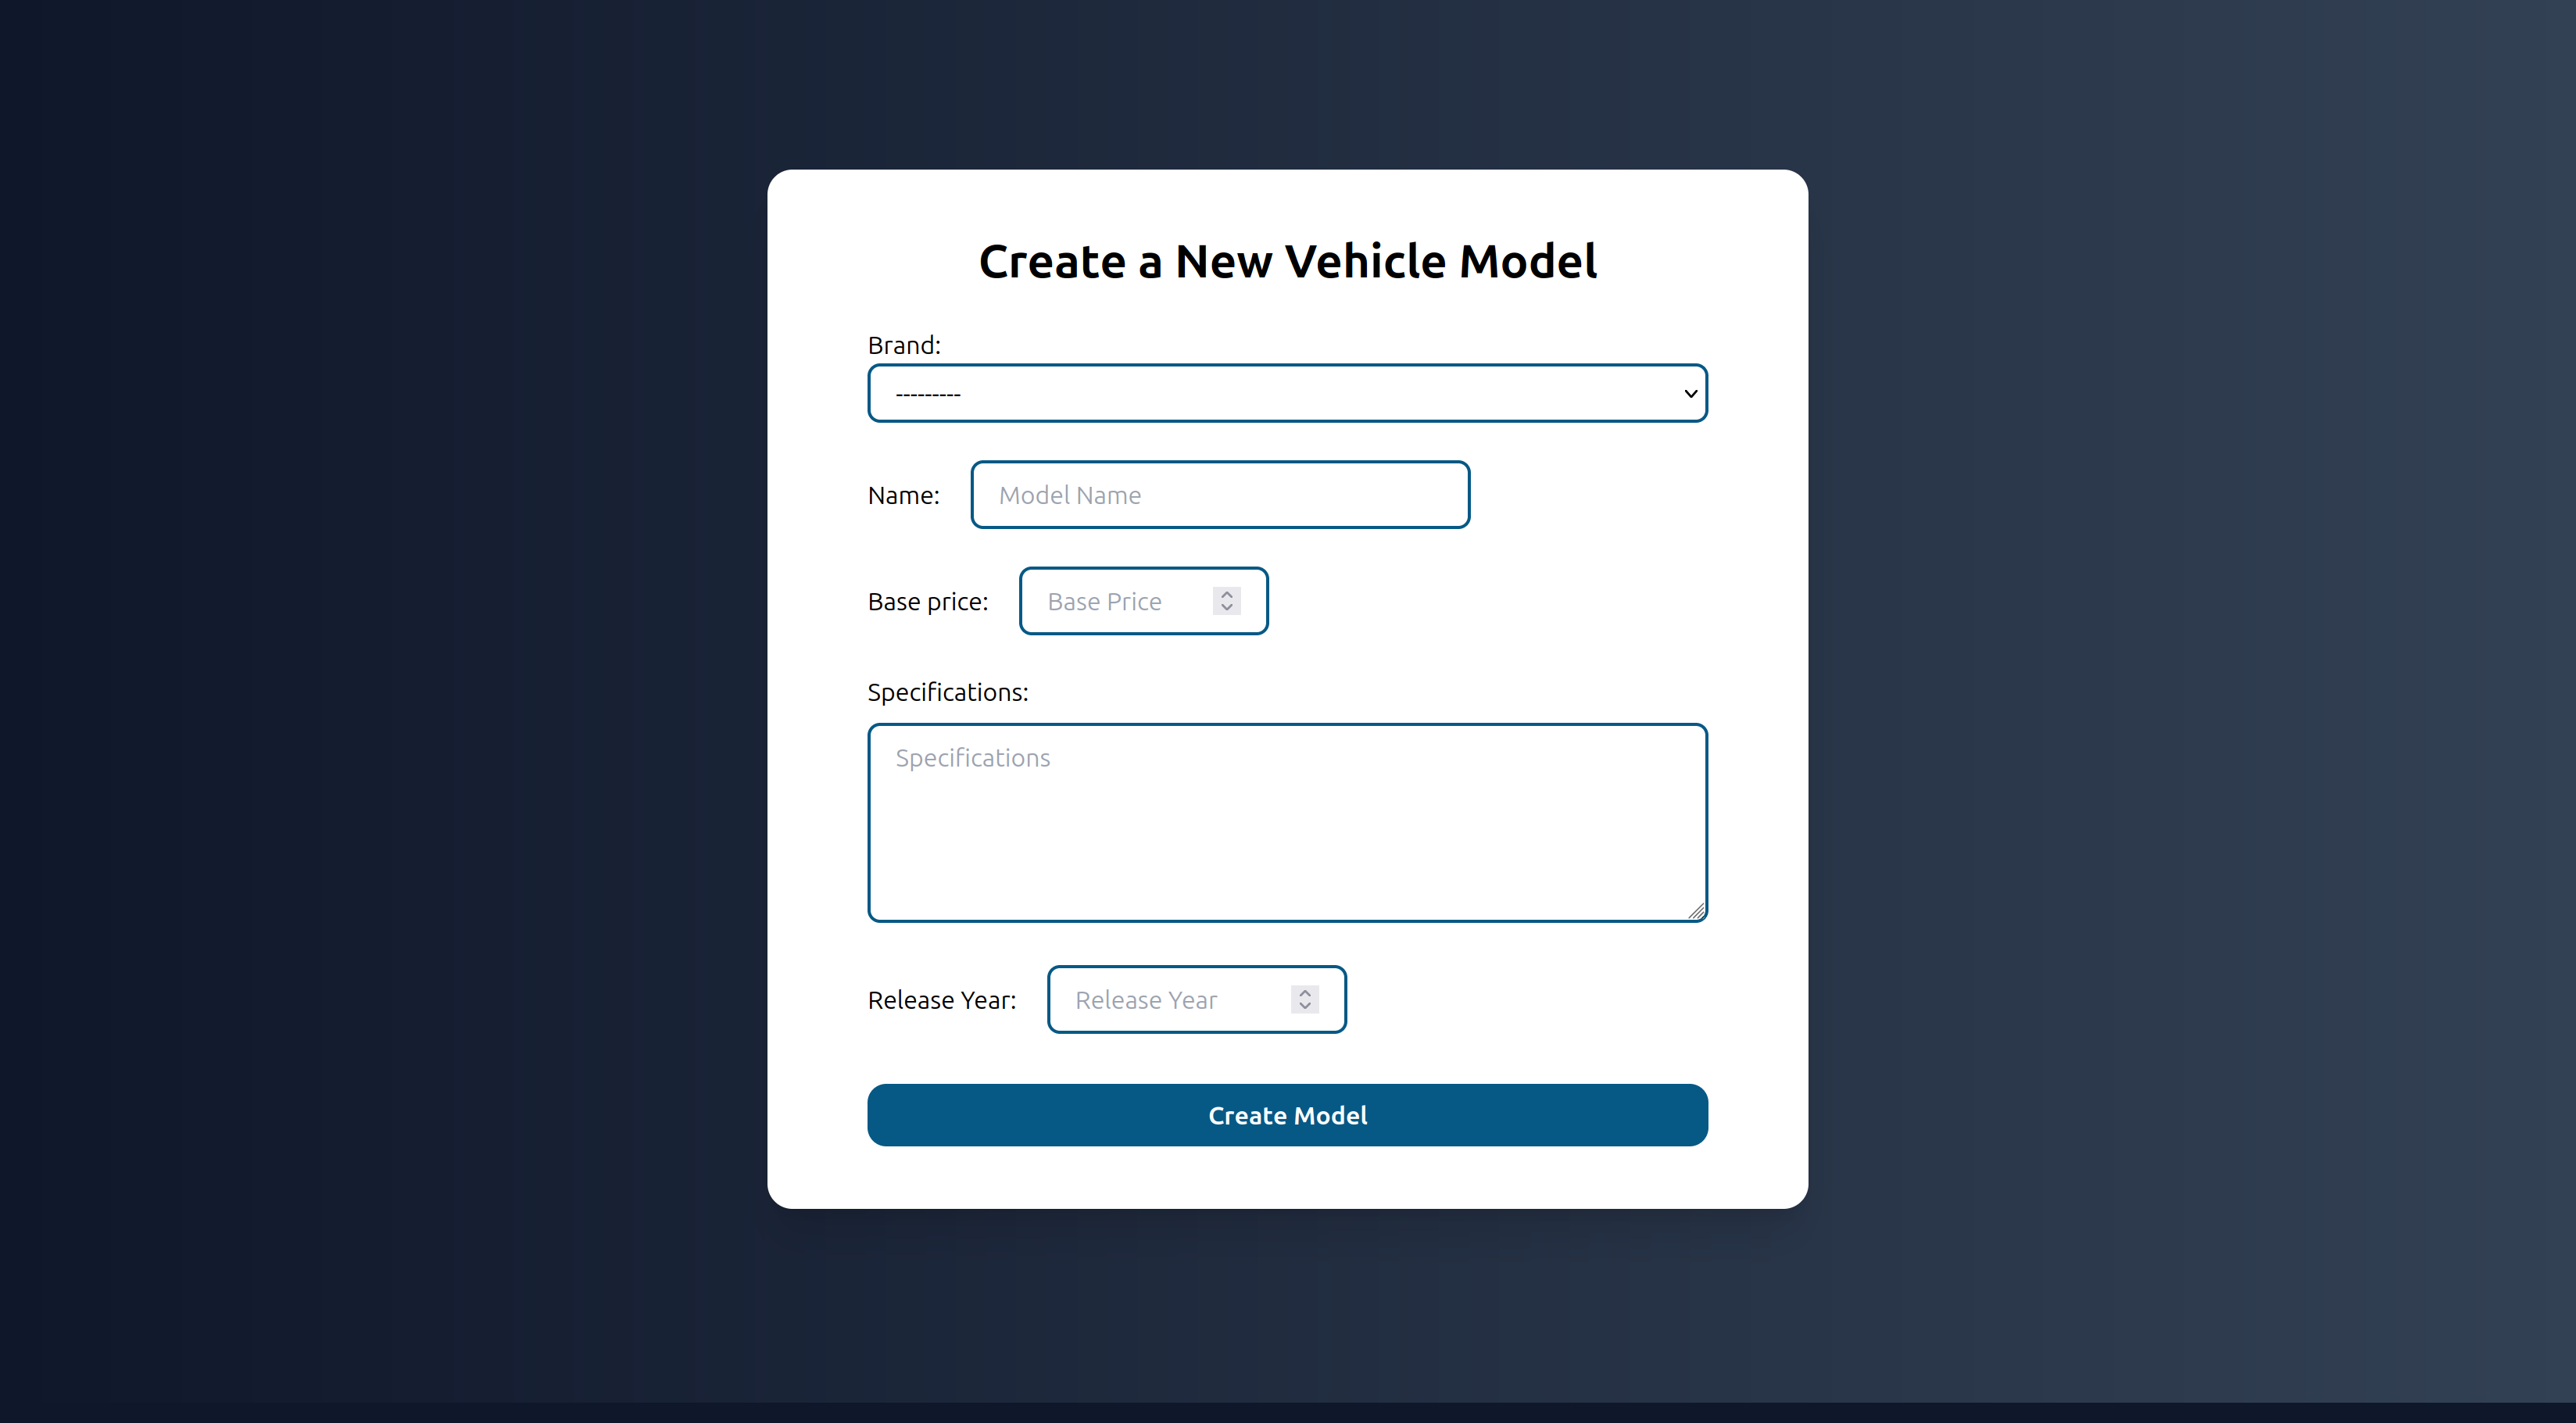 Create a New Vehicle Model
Brand:
---------
Name: Model Name
Base price: Base Price
Specifications:
Specifications
Release Year: Release Year
Create Model